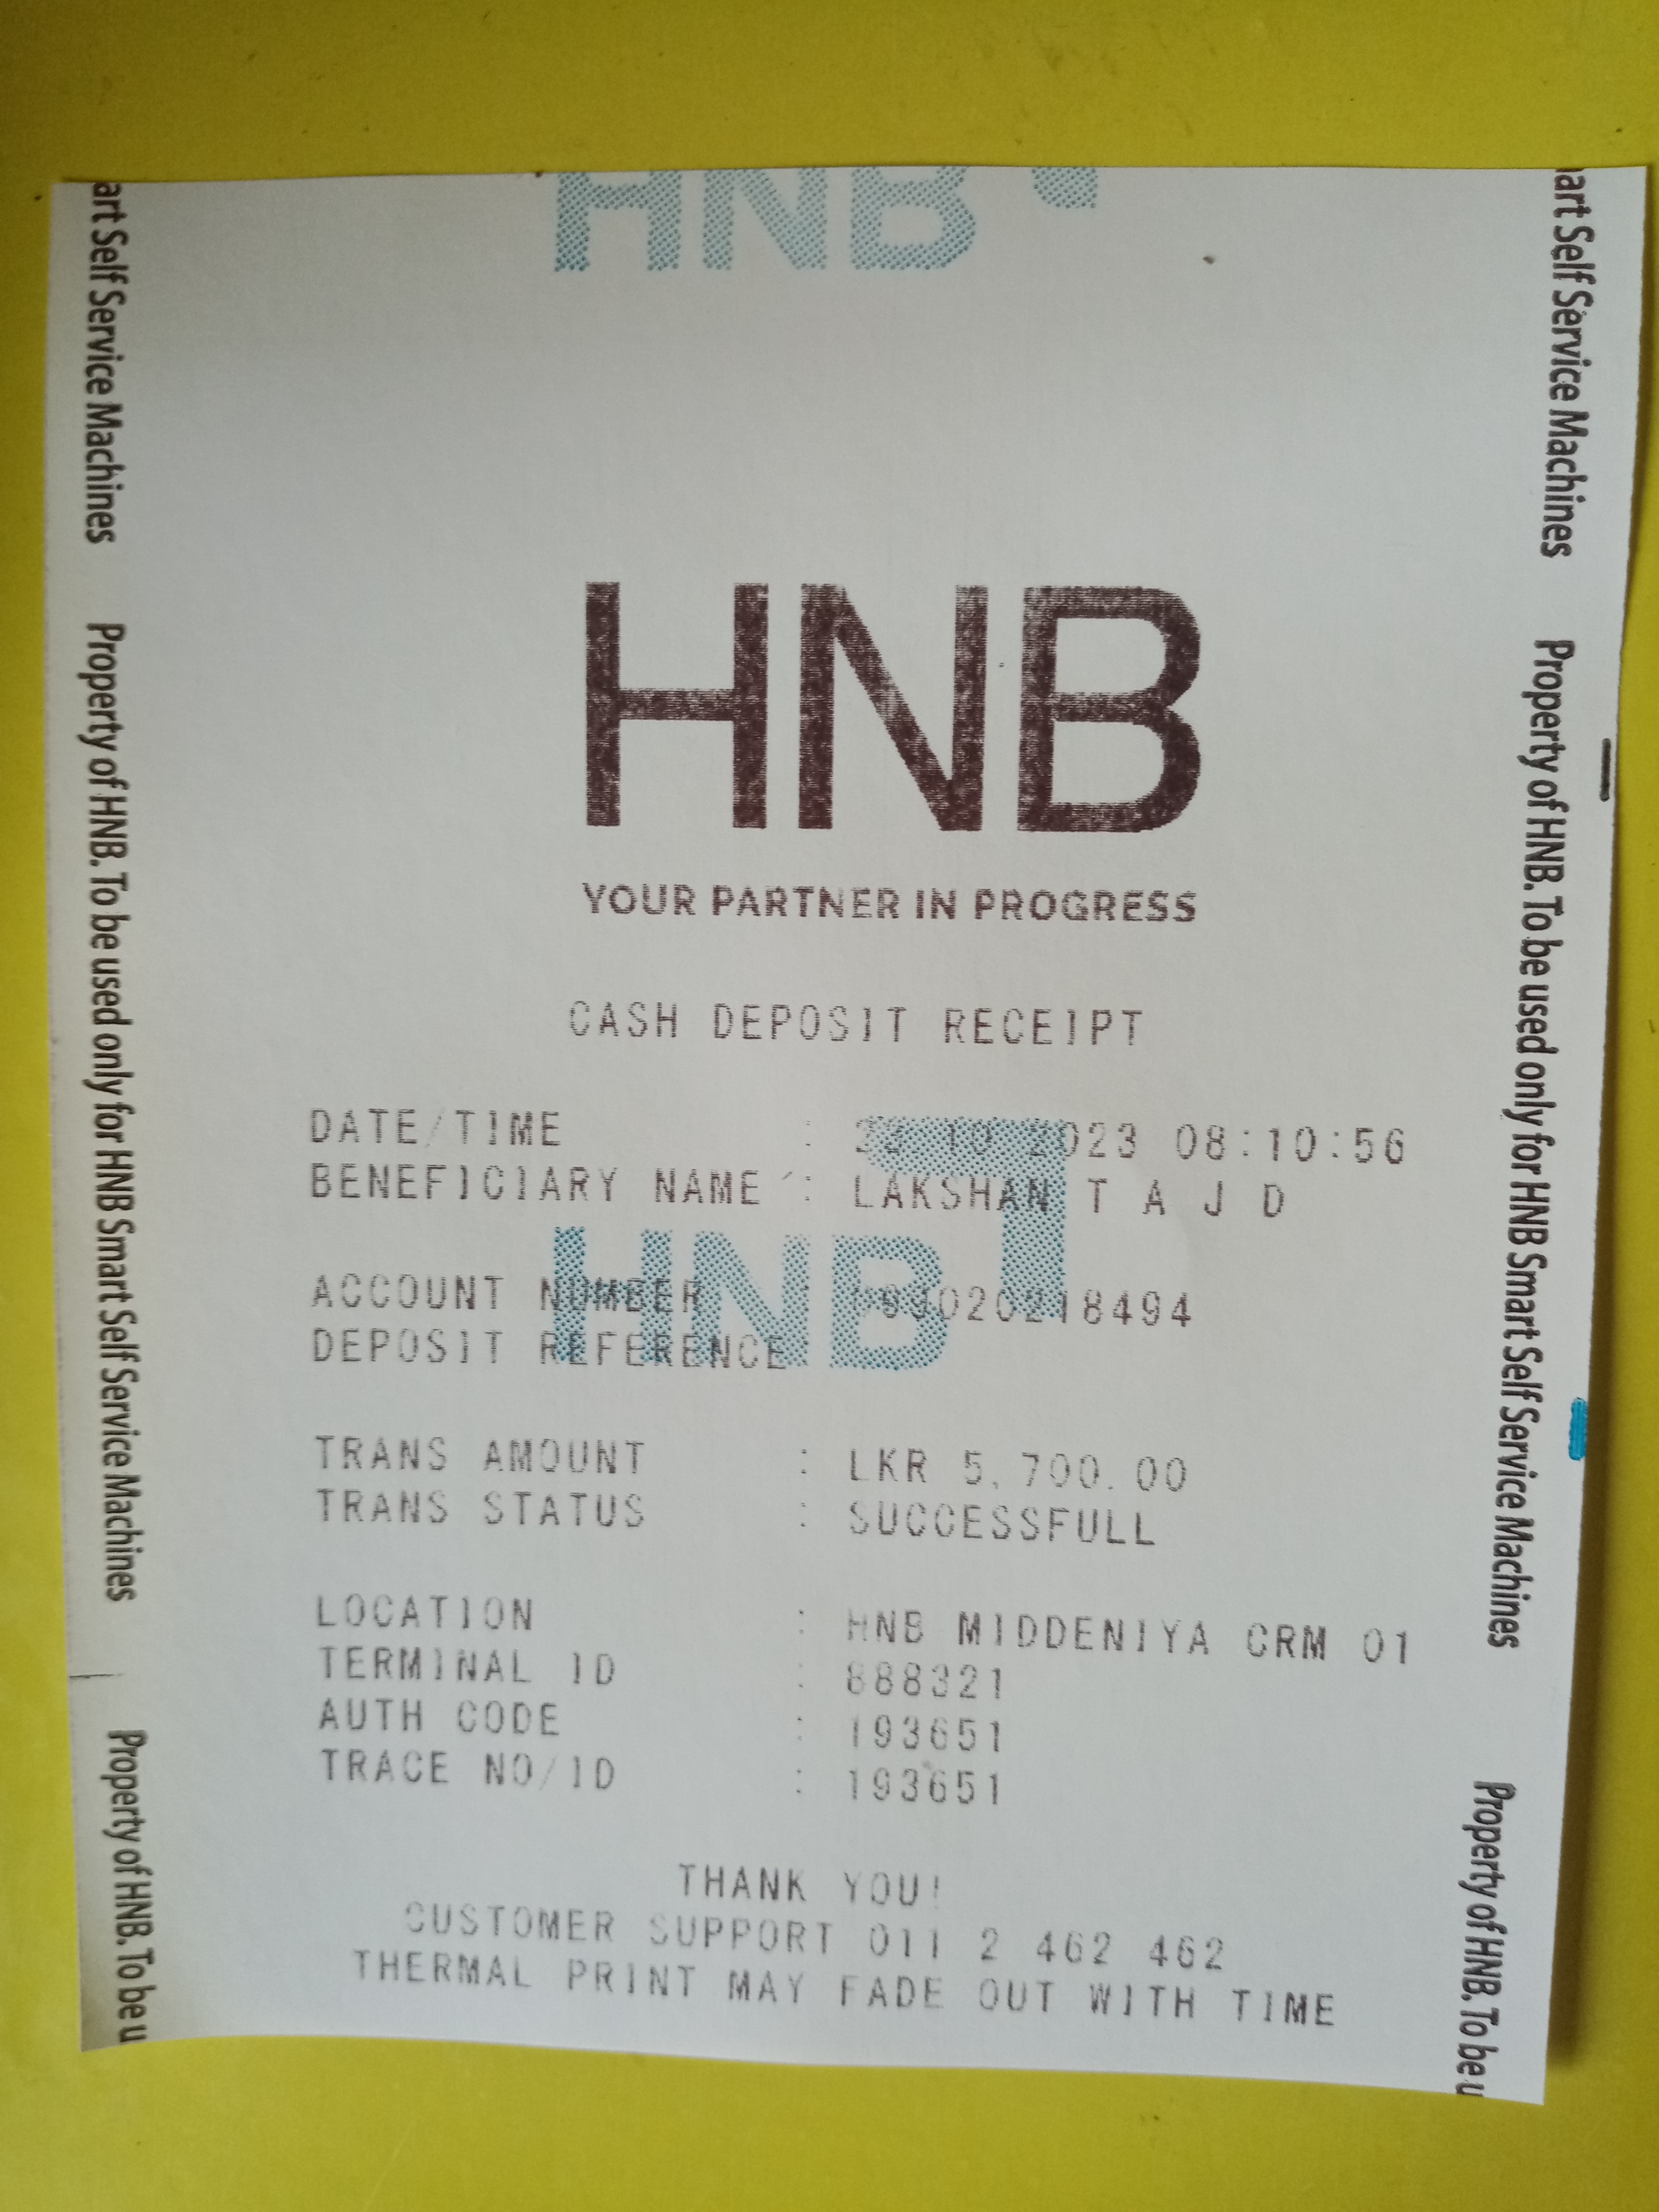 HNB
HNB
YOUR PARTNER IN PROGRESS
CASH DEPOSIT RECEIPT
DATE/TIME : 2023 08:10:56
BENEFICIARY NAME : LAKSHAN T A J D
HNB
ACCOUNT NUMBER
DEPOSIT REFERENCE
TRANS AMOUNT : LKR 5,700.00
TRANS STATUS : SUCCESSFULL
LOCATION : HNB MIDDENIYA CRM 01
TERMINAL ID : 888321
AUTH CODE : 193651
TRACE NO/ID : 193651
THANK YOU!
CUSTOMER SUPPORT 011 2 462 462
THERMAL PRINT MAY FADE OUT WITH TIME
art Self Service Machines Property of HNB. To be used only for HNB Smart Self Service Machines Property of HNB. To be u
art Self Service Machines Property of HNB. To be used only for HNB Smart Self Service Machines Property of HNB. To be u